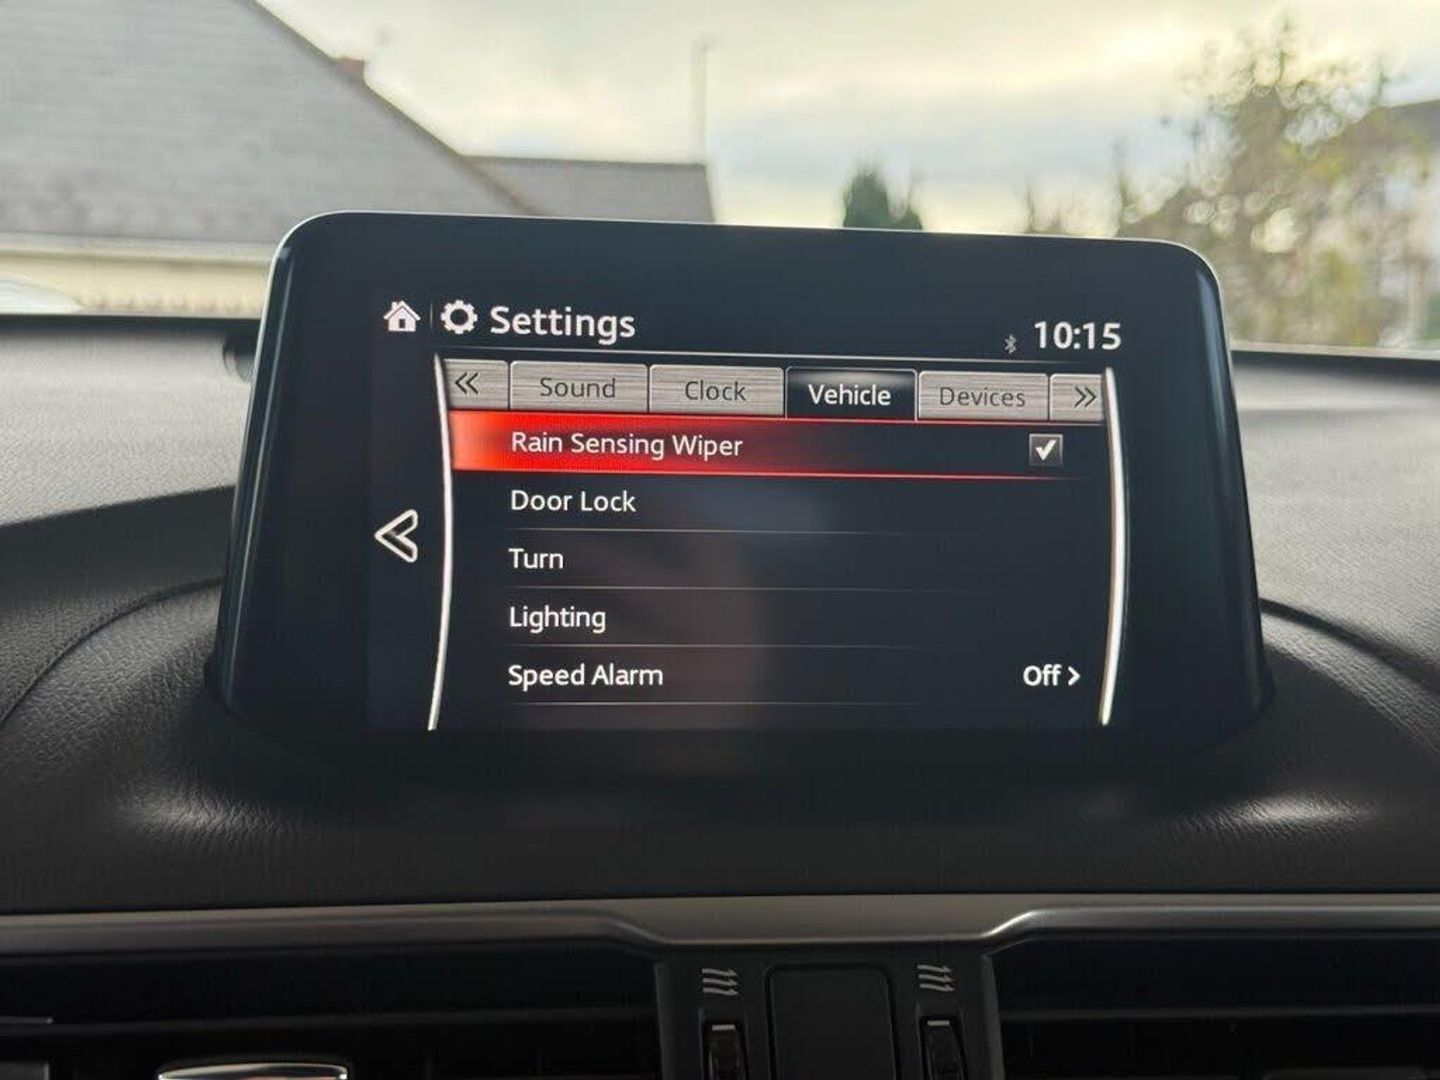 Settings
10:15
« Sound Clock Vehicle Devices »
Rain Sensing Wiper
Door Lock
Turn
Lighting
Speed Alarm Off >